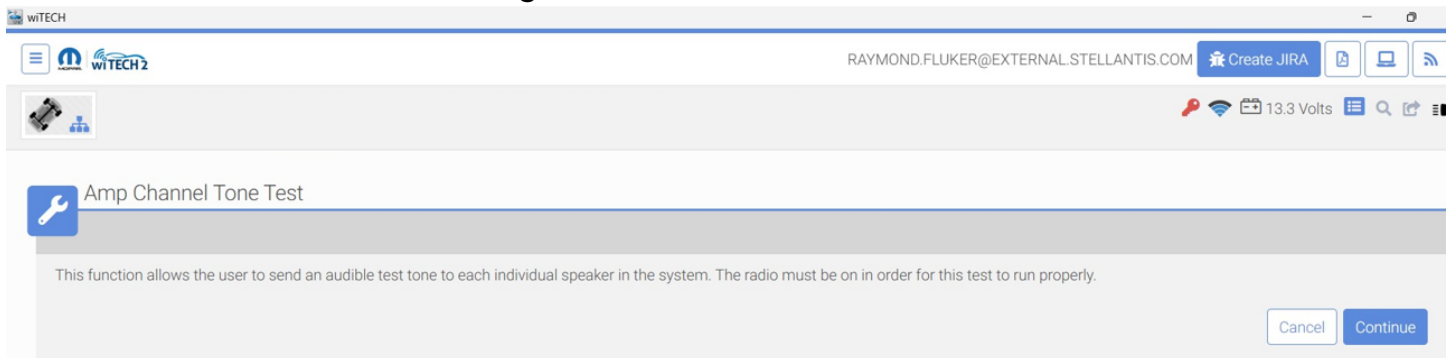 wiTECH
MOPAR wiTECH 2 RAYMOND.FLUKER@EXTERNAL.STELLANTIS.COM Create JIRA
13.3 Volts
Amp Channel Tone Test
This function allows the user to send an audible test tone to each individual speaker in the system. The radio must be on in order for this test to run properly.
Cancel Continue